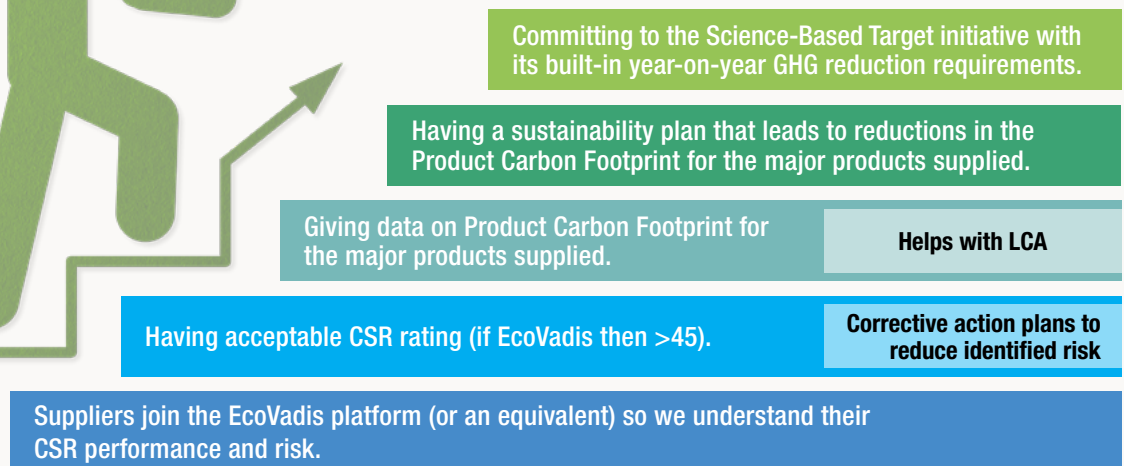 Committing to the Science-Based Target initiative with
its built-in year-on-year GHG reduction requirements.
Having a sustainability plan that leads to reductions in the
Product Carbon Footprint for the major products supplied.
Giving data on Product Carbon Footprint for
the major products supplied.
Helps with LCA
Having acceptable CSR rating (if EcoVadis then >45).
Corrective action plans to
reduce identified risk
Suppliers join the EcoVadis platform (or an equivalent) so we understand their
CSR performance and risk.